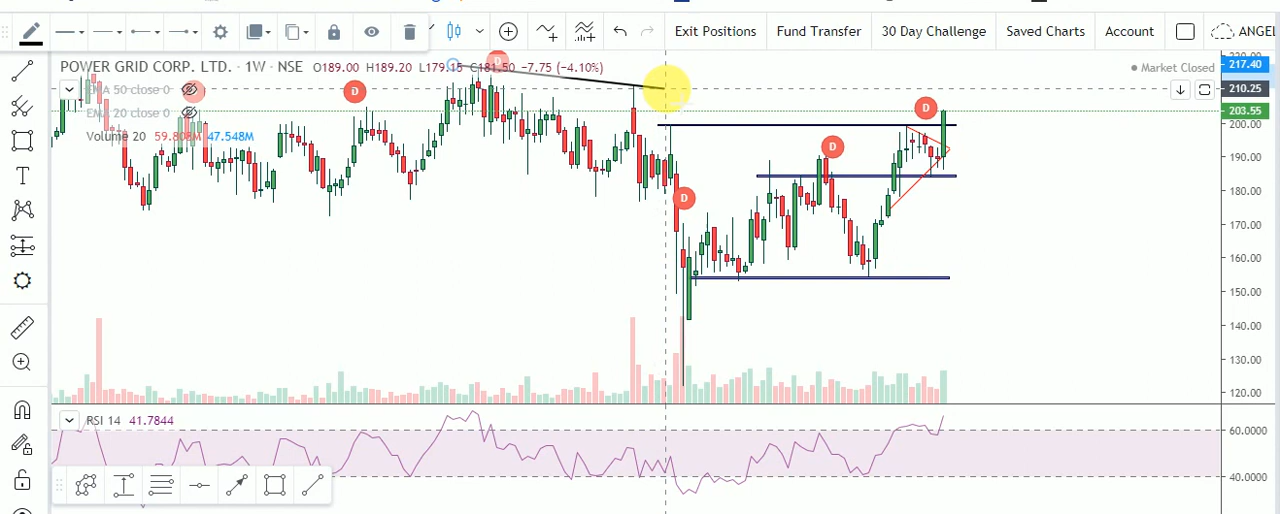 Exit Positions Fund Transfer 30 Day Challenge Saved Charts Account ANGEL
POWER GRID CORP. LTD. · 1W · NSE O189.00 H189.20 L179.15 C181.50 −7.75 (−4.10%)
Market Closed
EMA 50 close 0
EMA 20 close 0
Volume 20 59.808M 47.548M
D
D
D
D
D
D
217.40
210.25
203.55
200.00
190.00
180.00
170.00
160.00
150.00
140.00
130.00
120.00
RSI 14 41.7844
60.0000
40.0000
T